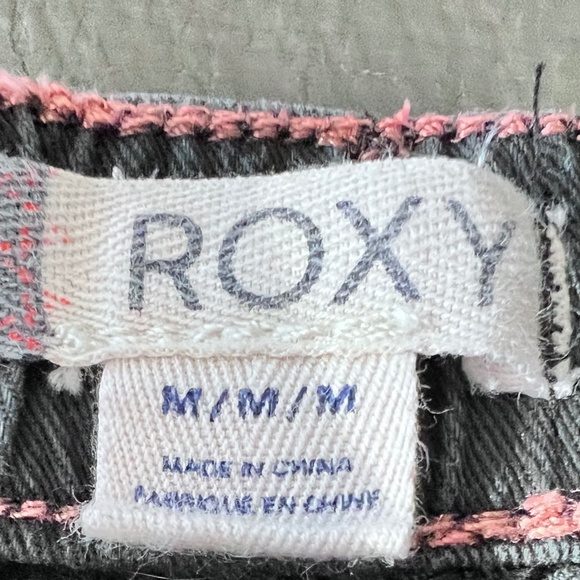 ROXY
M/M/M
MADE IN CHINA
FABRIQUE EN CHINE